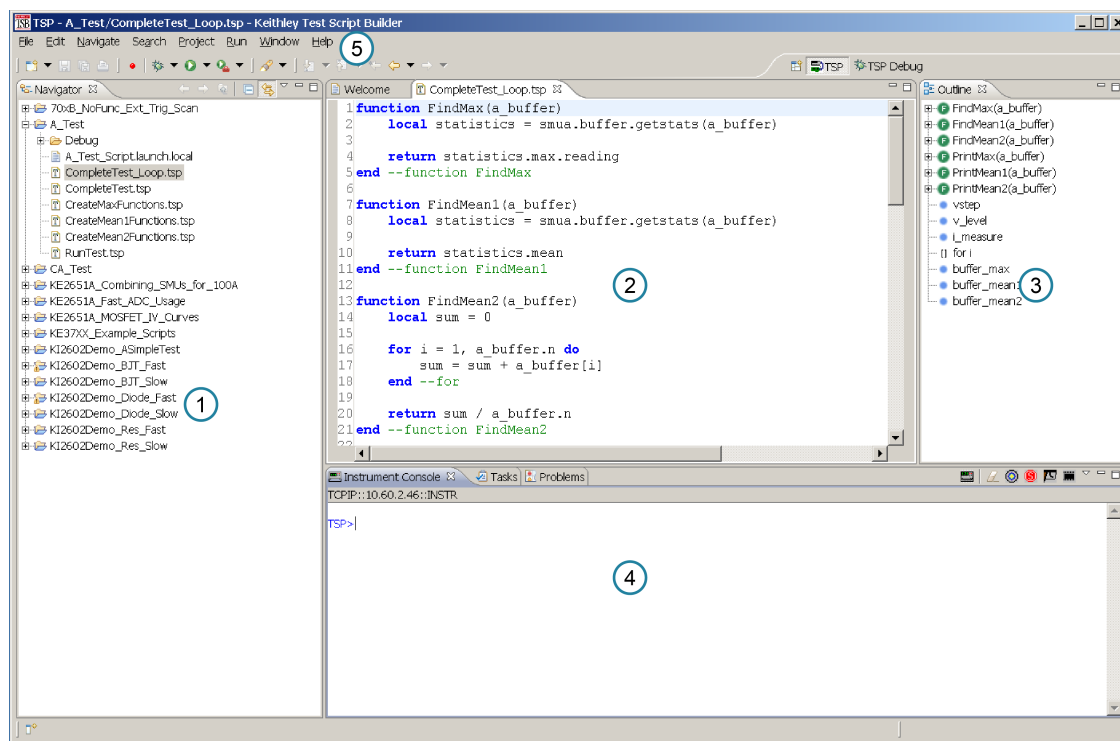 TSP - A_Test/CompleteTest_Loop.tsp - Keithley Test Script Builder
File Edit Navigate Search Project Run Window Help
5
TSP TSP Debug
Navigator
70xB_NoFunc_Ext_Trig_Scan
A_Test
Debug
A_Test_Script.launch.local
CompleteTest_Loop.tsp
CompleteTest.tsp
CreateMaxFunctions.tsp
CreateMean1Functions.tsp
CreateMean2Functions.tsp
RunTest.tsp
CA_Test
KE2651A_Combining_SMUs_for_100A
KE2651A_Fast_ADC_Usage
KE2651A_MOSFET_IV_Curves
KE37XX_Example_Scripts
KI2602Demo_ASimpleTest
KI2602Demo_BJT_Fast
KI2602Demo_BJT_Slow
KI2602Demo_Diode_Fast
KI2602Demo_Diode_Slow
KI2602Demo_Res_Fast
KI2602Demo_Res_Slow
1
Welcome CompleteTest_Loop.tsp
1 function FindMax(a_buffer)
2 local statistics = smua.buffer.getstats(a_buffer)
3
4 return statistics.max.reading
5 end --function FindMax
6
7 function FindMean1(a_buffer)
8 local statistics = smua.buffer.getstats(a_buffer)
9
10 return statistics.mean
11 end --function FindMean1
12
13 function FindMean2(a_buffer)
14 local sum = 0
15
16 for i = 1, a_buffer.n do
17 sum = sum + a_buffer[i]
18 end --for
19
20 return sum / a_buffer.n
21 end --function FindMean2
22
2
Outline
FindMax(a_buffer)
FindMean1(a_buffer)
FindMean2(a_buffer)
PrintMax(a_buffer)
PrintMean1(a_buffer)
PrintMean2(a_buffer)
vstep
v_level
i_measure
for i
buffer_max
buffer_mean1
buffer_mean2
3
Instrument Console Tasks Problems
TCPIP::10.60.2.46::INSTR
TSP>
4